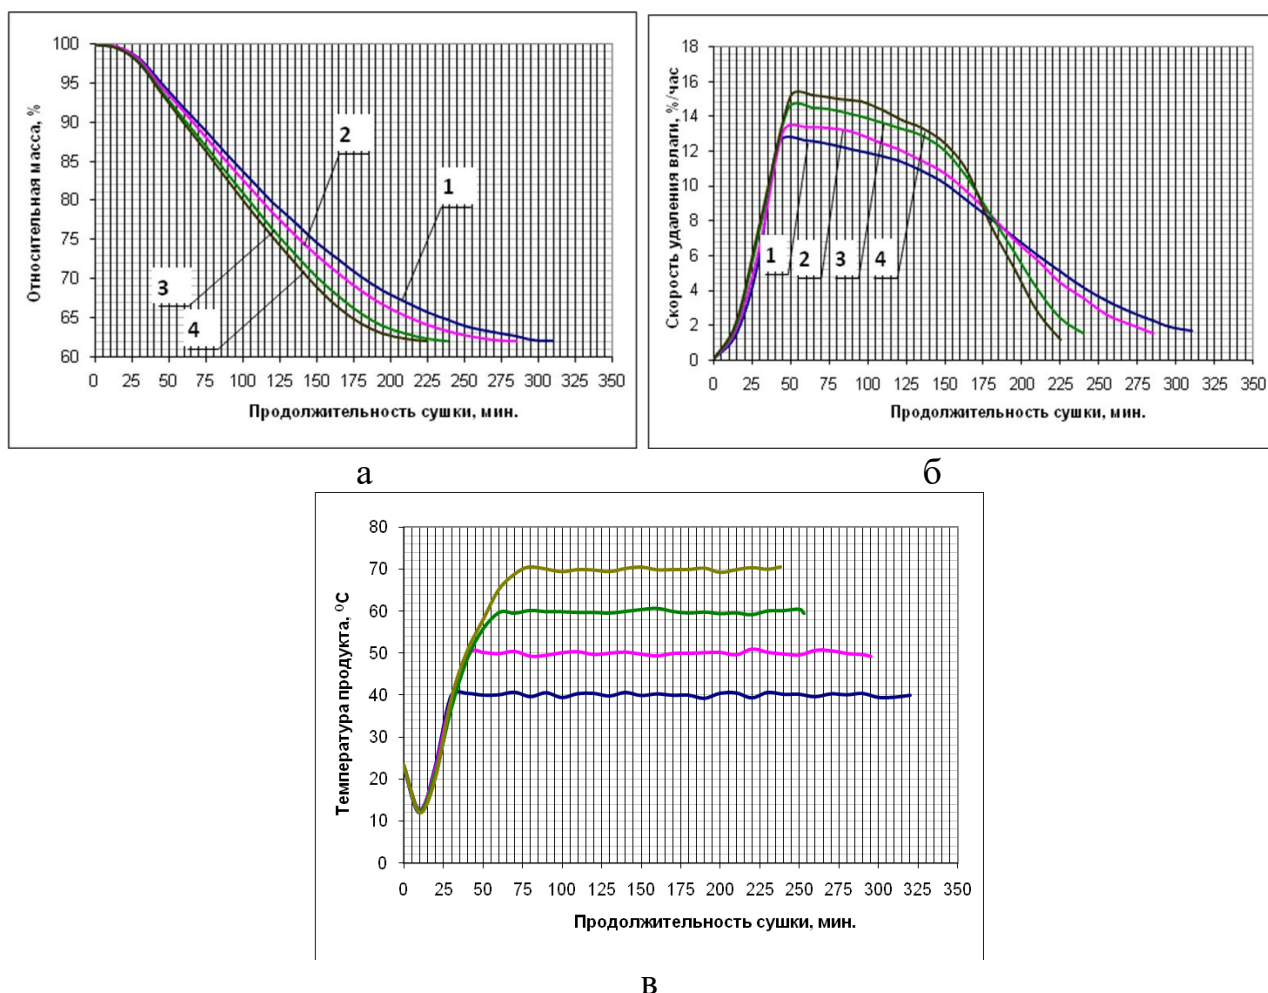 Относительная масса, %
100
95
90
85
80
75
70
65
60
2
1
3
4
0 25 50 75 100 125 150 175 200 225 250 275 300 325 350
Продолжительность сушки, мин.
а
Скорость удаления влаги, %/час
18
16
14
12
10
8
6
4
2
0
1 2 3 4
0 25 50 75 100 125 150 175 200 225 250 275 300 325 350
Продолжительность сушки, мин.
б
Температура продукта, ⁰С
80
70
60
50
40
30
20
10
0
0 25 50 75 100 125 150 175 200 225 250 275 300 325 350
Продолжительность сушки, мин.
в